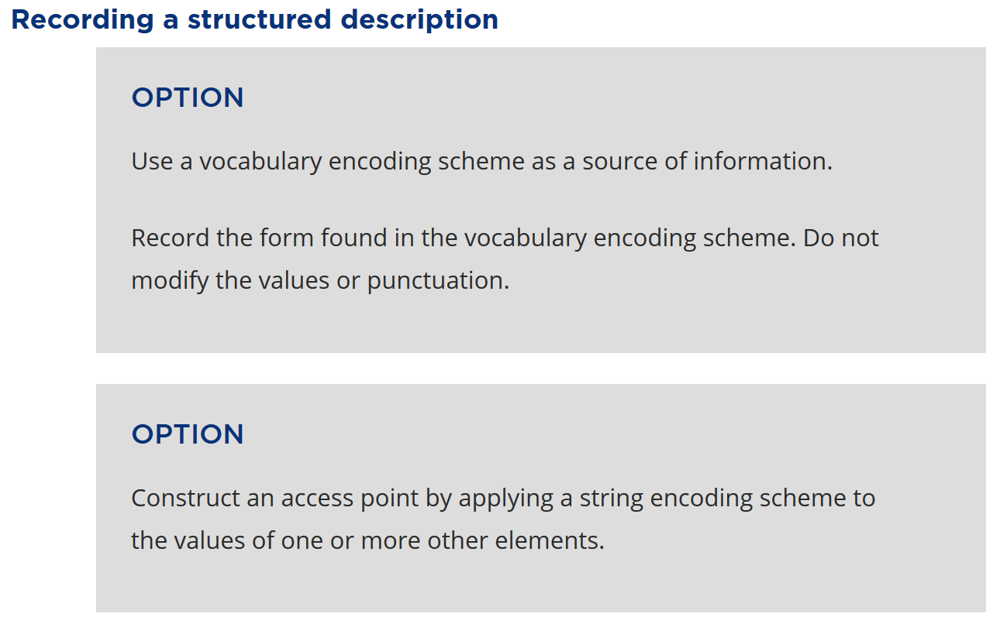 Recording a structured description
OPTION
Use a vocabulary encoding scheme as a source of information.
Record the form found in the vocabulary encoding scheme. Do not
modify the values or punctuation.
OPTION
Construct an access point by applying a string encoding scheme to
the values of one or more other elements.